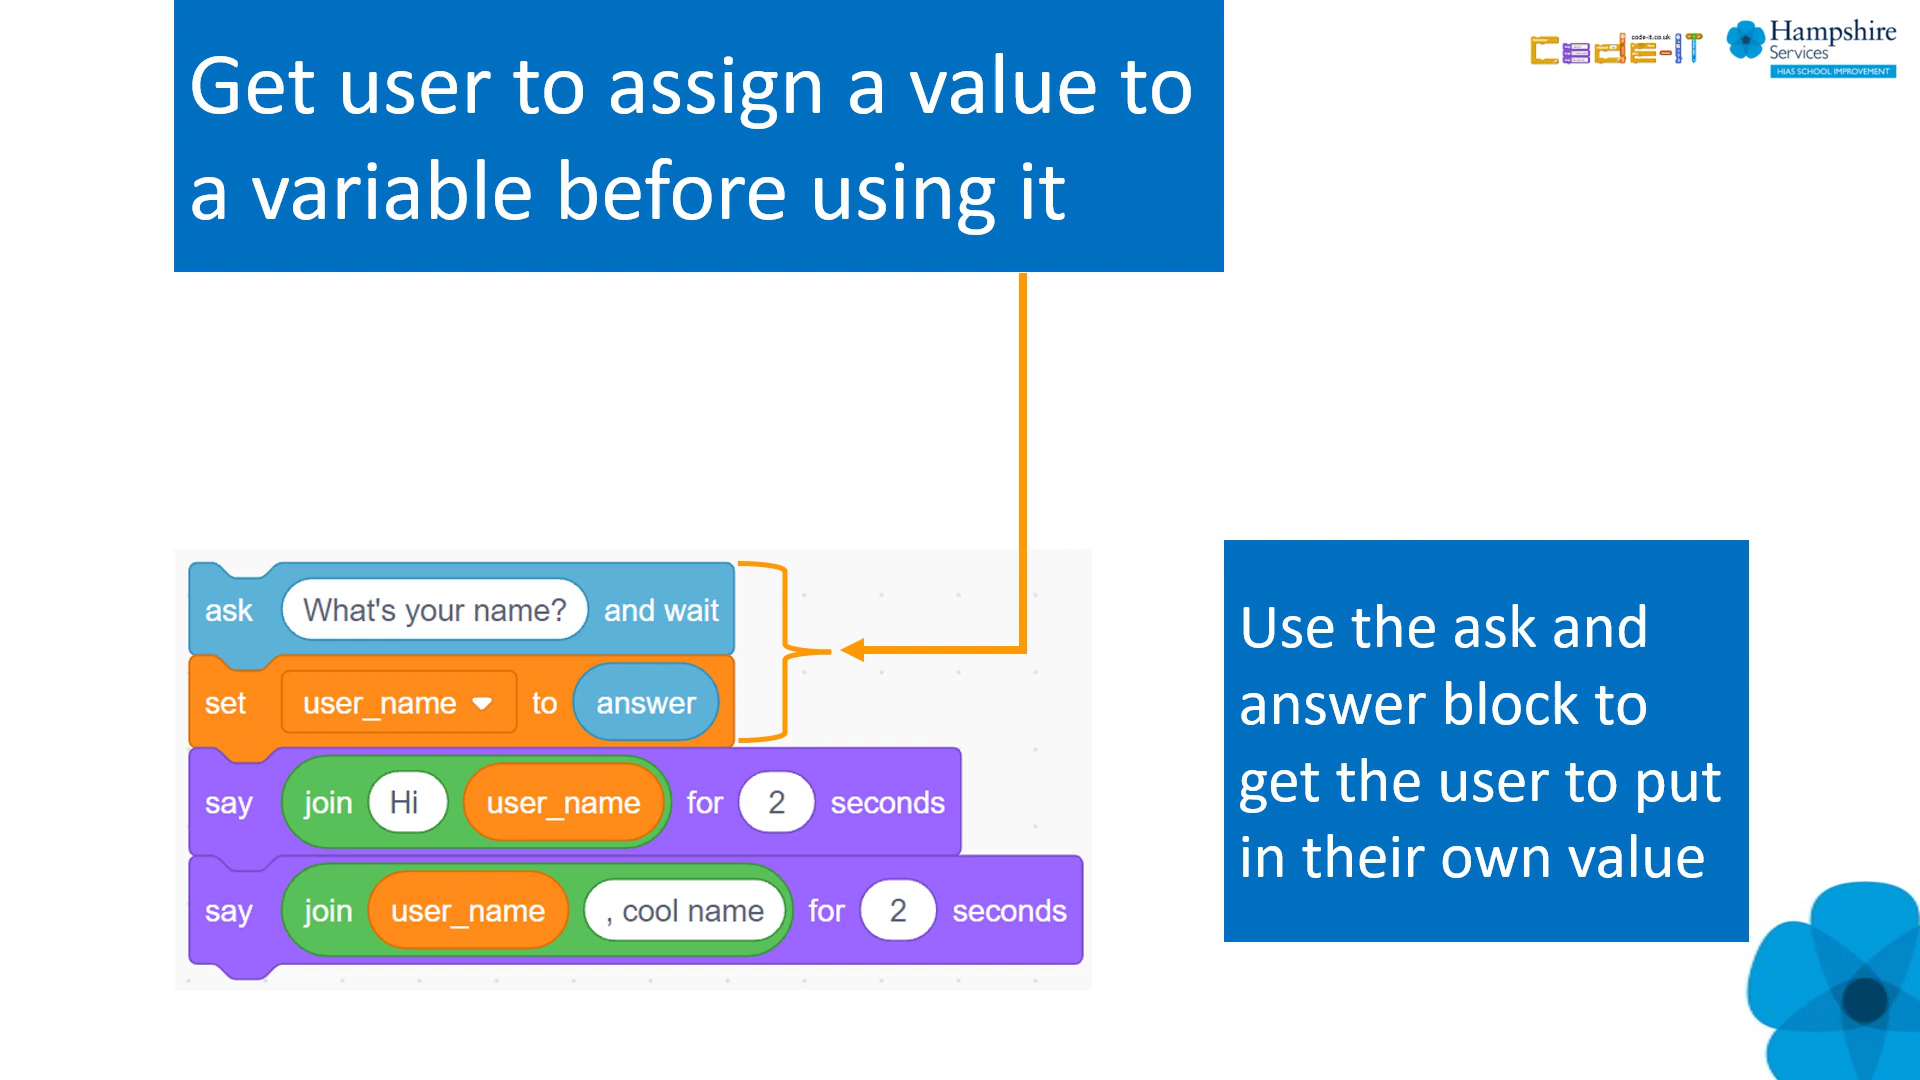 Get user to assign a value to
a variable before using it
code-it.co.uk
Code-IT
Hampshire
Services
HIAS SCHOOL IMPROVEMENT
ask What's your name? and wait
set user_name to answer
say join Hi user_name for 2 seconds
say join user_name , cool name for 2 seconds
Use the ask and
answer block to
get the user to put
in their own value